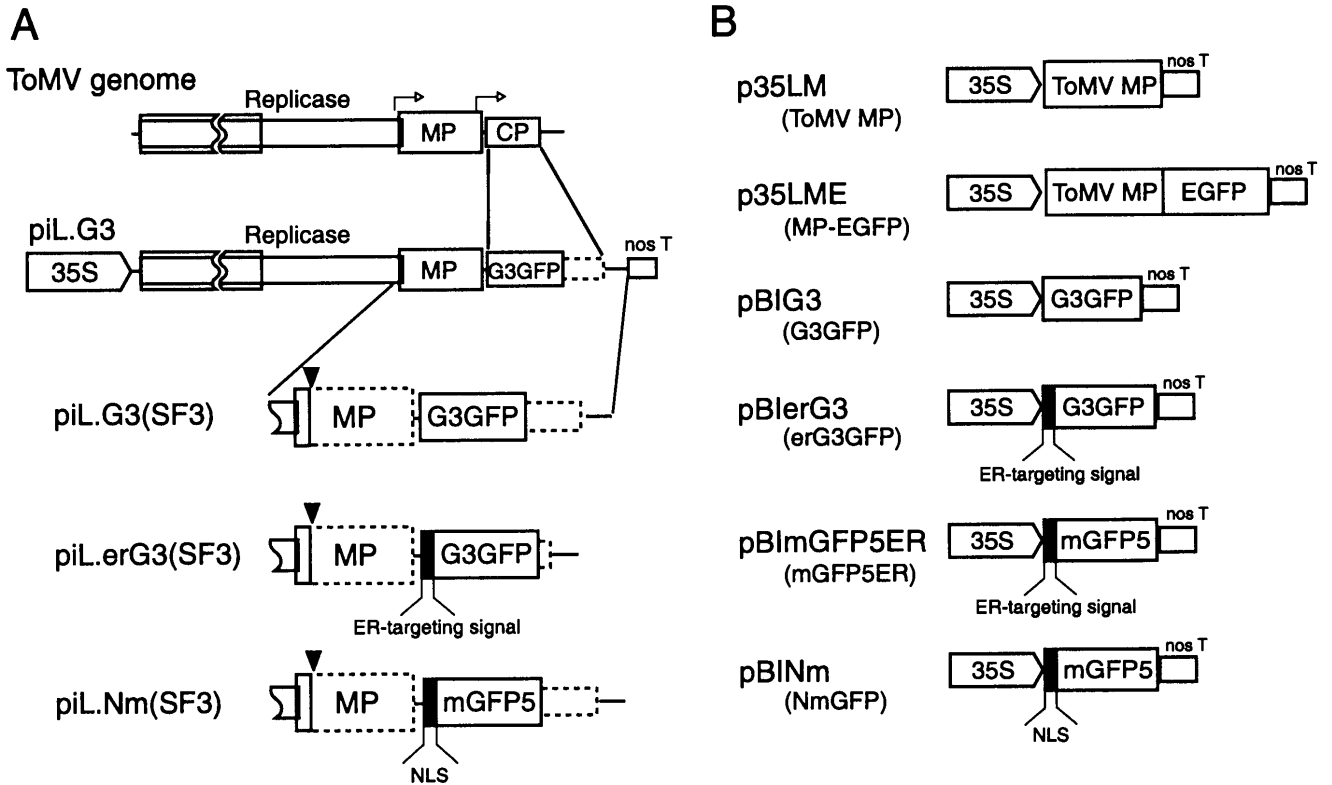 A
ToMV genome
Replicase
MP
CP
piL.G3
35S
Replicase
MP
G3GFP
nos T
piL.G3(SF3)
MP
G3GFP
piL.erG3(SF3)
MP
G3GFP
ER-targeting signal
piL.Nm(SF3)
MP
mGFP5
NLS
B
p35LM
(ToMV MP)
35S
ToMV MP
nos T
p35LME
(MP-EGFP)
35S
ToMV MP
EGFP
nos T
pBIG3
(G3GFP)
35S
G3GFP
nos T
pBIerG3
(erG3GFP)
35S
G3GFP
nos T
ER-targeting signal
pBImGFP5ER
(mGFP5ER)
35S
mGFP5
nos T
ER-targeting signal
pBINm
(NmGFP)
35S
mGFP5
nos T
NLS